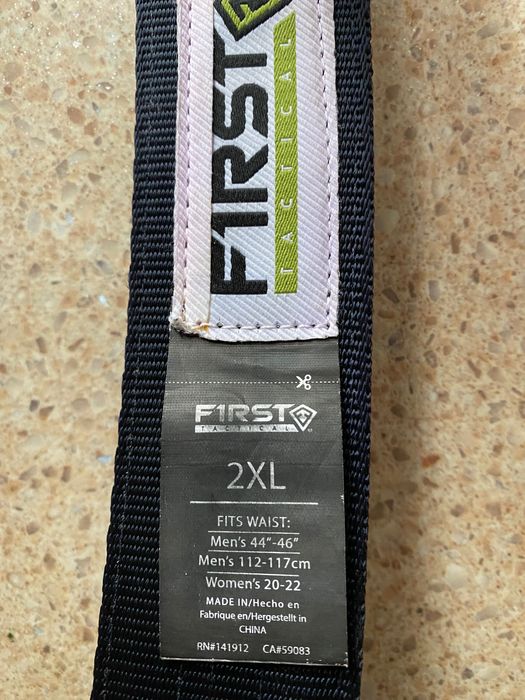 F1RST
TACTICAL
F1RST
TACTICAL
2XL
FITS WAIST:
Men's 44"-46"
Men's 112-117cm
Women's 20-22
MADE IN/Hecho en
Fabrique en/Hergestellt in
CHINA
RN#141912 CA#59083